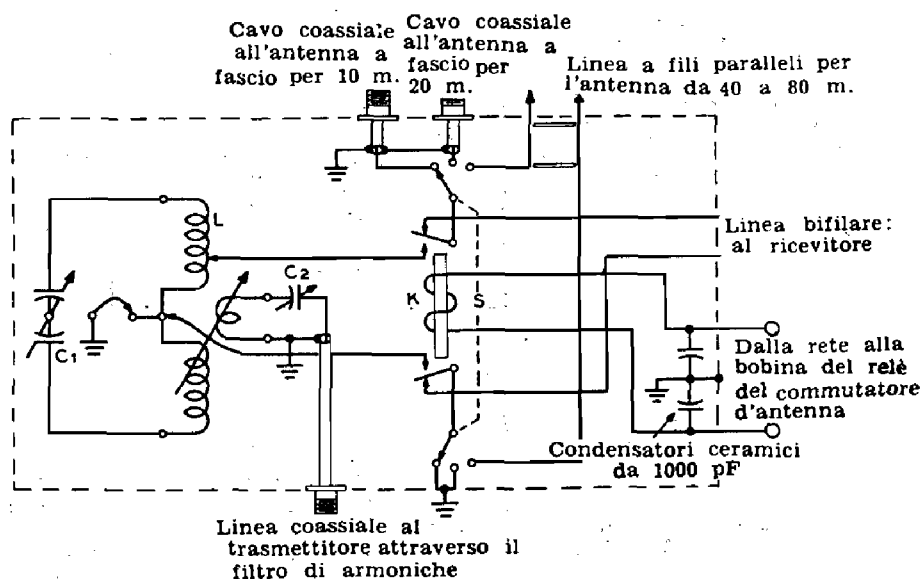 Cavo coassiale
all'antenna a
fascio per 10 m.
Cavo coassiale
all'antenna a
fascio per
20 m.
Linea a fili paralleli per
l'antenna da 40 a 80 m.
L
C2
C1
K
S
Linea bifilare:
al ricevitore
Dalla rete alla
bobina del relè
del commutatore
d'antenna
Condensatori ceramici
da 1000 pF
Linea coassiale al
trasmettitore attraverso il
filtro di armoniche